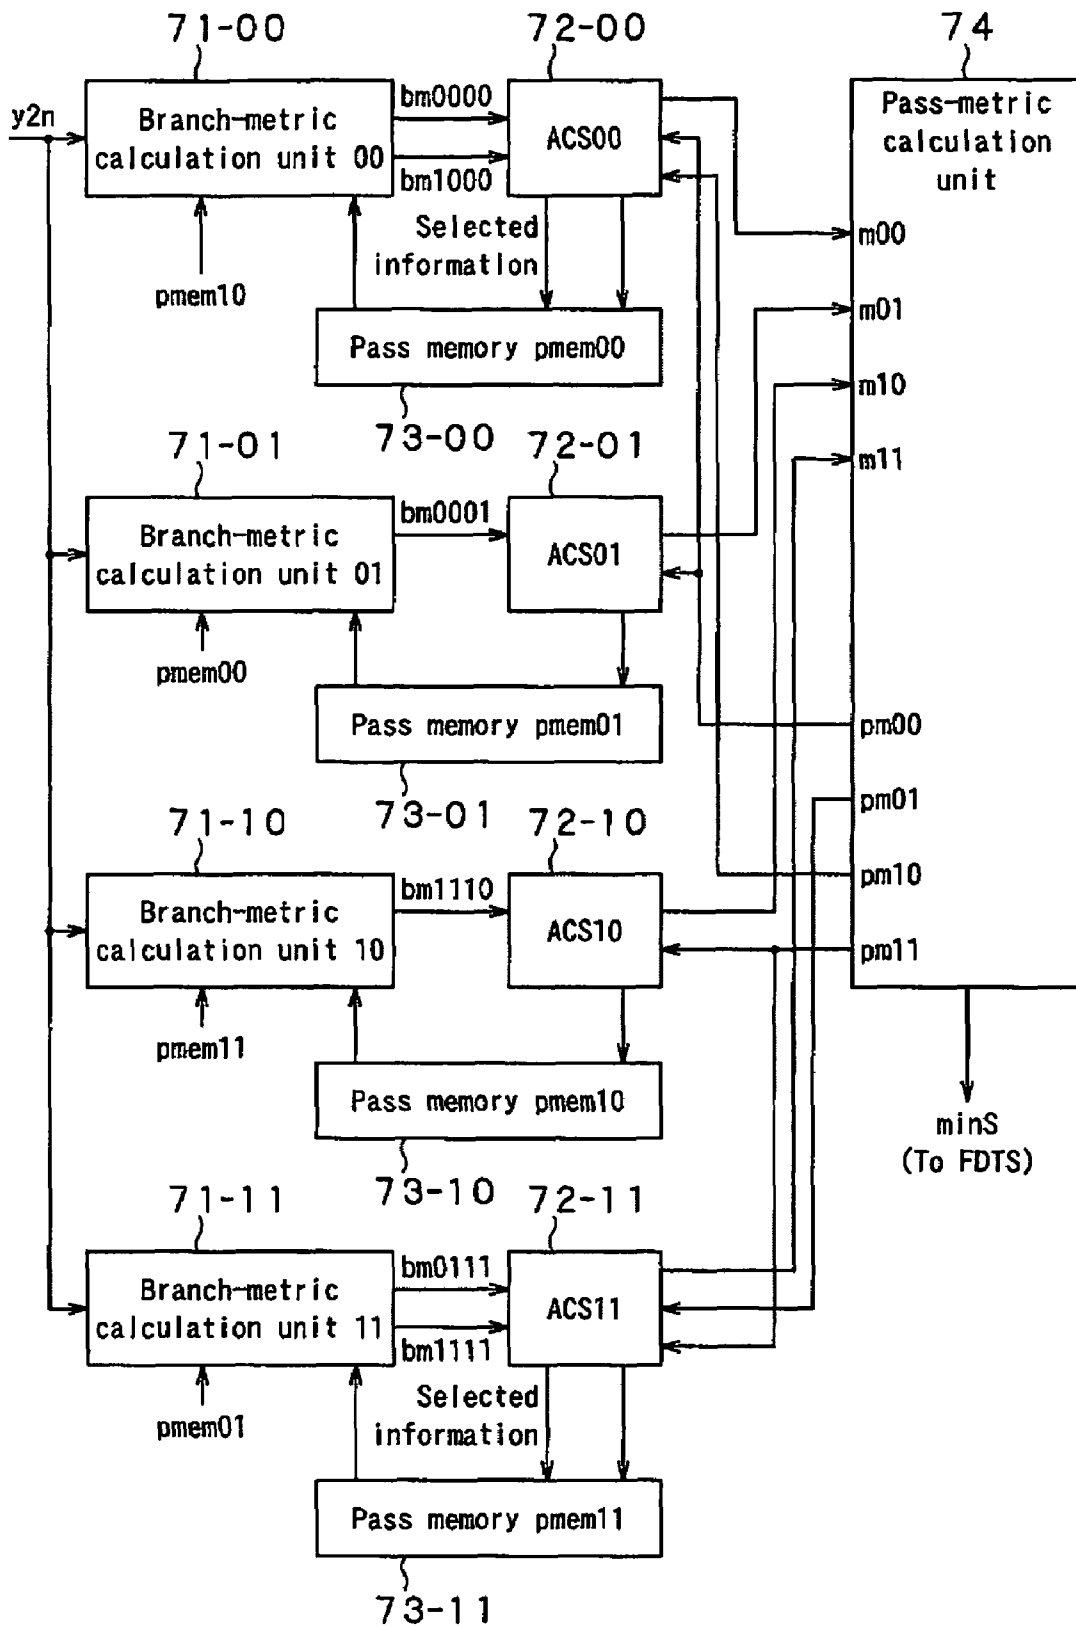 71-00
72-00
74
y2n
Branch-metric
calculation unit 00
bm0000
bm1000
ACS00
Pass-metric
calculation
unit
m00
m01
m10
m11
pm00
pm01
pm10
pm11
Selected
information
pmem10
Pass memory pmem00
73-00
71-01
72-01
Branch-metric
calculation unit 01
bm0001
ACS01
pmem00
Pass memory pmem01
73-01
71-10
72-10
Branch-metric
calculation unit 10
bm1110
ACS10
pmem11
Pass memory pmem10
73-10
minS
(To FDTS)
71-11
72-11
Branch-metric
calculation unit 11
bm0111
bm1111
ACS11
Selected
information
pmem01
Pass memory pmem11
73-11